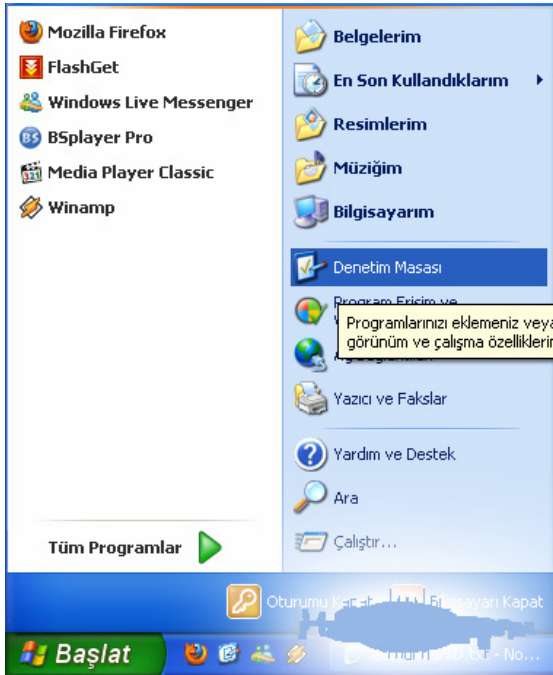 Mozilla Firefox
FlashGet
Windows Live Messenger
BSplayer Pro
Media Player Classic
Winamp
Tüm Programlar
Belgelerim
En Son Kullandıklarım
Resimlerim
Müziğim
Bilgisayarım
Denetim Masası
Program Erişim ve
Programlarınızı eklemeniz veya
görünüm ve çalışma özelliklerin
Yazıcı ve Fakslar
Yardım ve Destek
Ara
Çalıştır...
Oturumu Kapat
Bilgisayarı Kapat
Başlat
No...